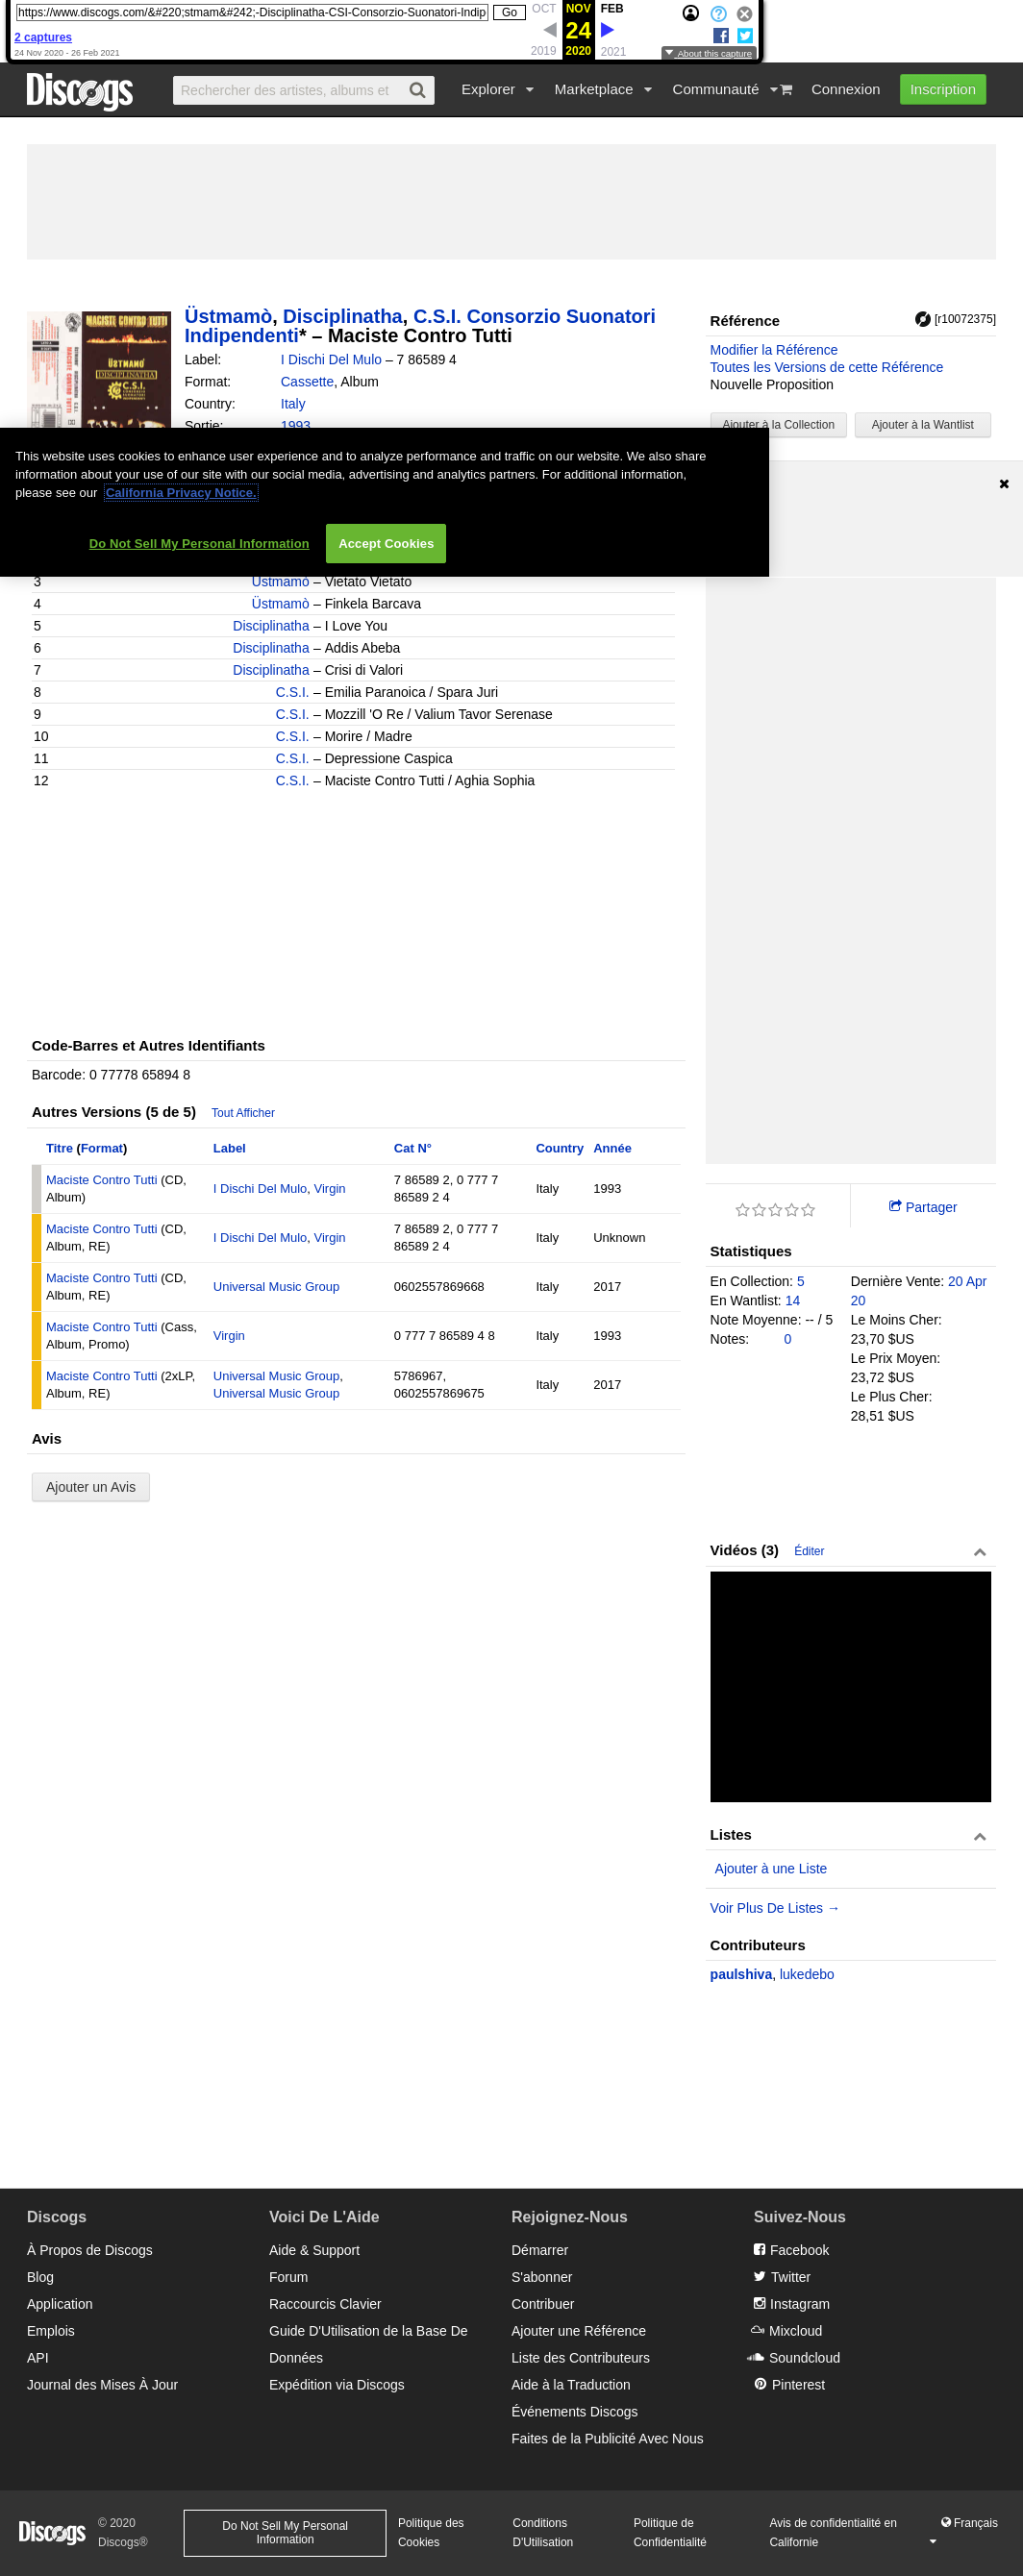 https://www.discogs.com/&#220;stmam&#242;-Disciplinatha-CSI-Consorzio-Suonatori-Indip
Go
OCT NOV FEB
24
2019 2020 2021
2 captures
24 Nov 2020 - 26 Feb 2021
About this capture
Discogs
Rechercher des artistes, albums et
Explorer
Marketplace
Communauté
Connexion
Inscription
Üstmamò, Disciplinatha, C.S.I. Consorzio Suonatori
Indipendenti* – Maciste Contro Tutti
Label: I Dischi Del Mulo – 7 86589 4
Format: Cassette, Album
Country: Italy
Sortie: 1993
MACISTE CONTRO TUTTI
ÜSTMAMÒ
DISCIPLINATHA
C.S.I.
Référence [r10072375]
Modifier la Référence
Toutes les Versions de cette Référence
Nouvelle Proposition
Ajouter à la Collection
Ajouter à la Wantlist
This website uses cookies to enhance user experience and to analyze performance and traffic on our website. We also share
information about your use of our site with our social media, advertising and analytics partners. For additional information,
please see our California Privacy Notice.
Do Not Sell My Personal Information
Accept Cookies
3 Üstmamò – Vietato Vietato
4 Üstmamò – Finkela Barcava
5 Disciplinatha – I Love You
6 Disciplinatha – Addis Abeba
7 Disciplinatha – Crisi di Valori
8 C.S.I. – Emilia Paranoica / Spara Juri
9 C.S.I. – Mozzill 'O Re / Valium Tavor Serenase
10 C.S.I. – Morire / Madre
11 C.S.I. – Depressione Caspica
12 C.S.I. – Maciste Contro Tutti / Aghia Sophia
Code-Barres et Autres Identifiants
Barcode: 0 77778 65894 8
Autres Versions (5 de 5) Tout Afficher
Titre (Format) Label Cat N° Country Année
Maciste Contro Tutti (CD, Album) I Dischi Del Mulo, Virgin 7 86589 2, 0 777 7 86589 2 4 Italy 1993
Maciste Contro Tutti (CD, Album, RE) I Dischi Del Mulo, Virgin 7 86589 2, 0 777 7 86589 2 4 Italy Unknown
Maciste Contro Tutti (CD, Album, RE) Universal Music Group 0602557869668 Italy 2017
Maciste Contro Tutti (Cass, Album, Promo) Virgin 0 777 7 86589 4 8 Italy 1993
Maciste Contro Tutti (2xLP, Album, RE) Universal Music Group, Universal Music Group 5786967, 0602557869675 Italy 2017
Avis
Ajouter un Avis
Partager
Statistiques
En Collection: 5
En Wantlist: 14
Note Moyenne: -- / 5
Notes: 0
Dernière Vente: 20 Apr
20
Le Moins Cher:
23,70 $US
Le Prix Moyen:
23,72 $US
Le Plus Cher:
28,51 $US
Vidéos (3) Éditer
Listes
Ajouter à une Liste
Voir Plus De Listes →
Contributeurs
paulshiva, lukedebo
Discogs
À Propos de Discogs
Blog
Application
Emplois
API
Journal des Mises À Jour
Voici De L'Aide
Aide & Support
Forum
Raccourcis Clavier
Guide D'Utilisation de la Base De
Données
Expédition via Discogs
Rejoignez-Nous
Démarrer
S'abonner
Contribuer
Ajouter une Référence
Liste des Contributeurs
Aide à la Traduction
Événements Discogs
Faites de la Publicité Avec Nous
Suivez-Nous
Facebook
Twitter
Instagram
Mixcloud
Soundcloud
Pinterest
Discogs
© 2020
Discogs®
Do Not Sell My Personal
Information
Politique des
Cookies
Conditions
D'Utilisation
Politique de
Confidentialité
Avis de confidentialité en
Californie
Français